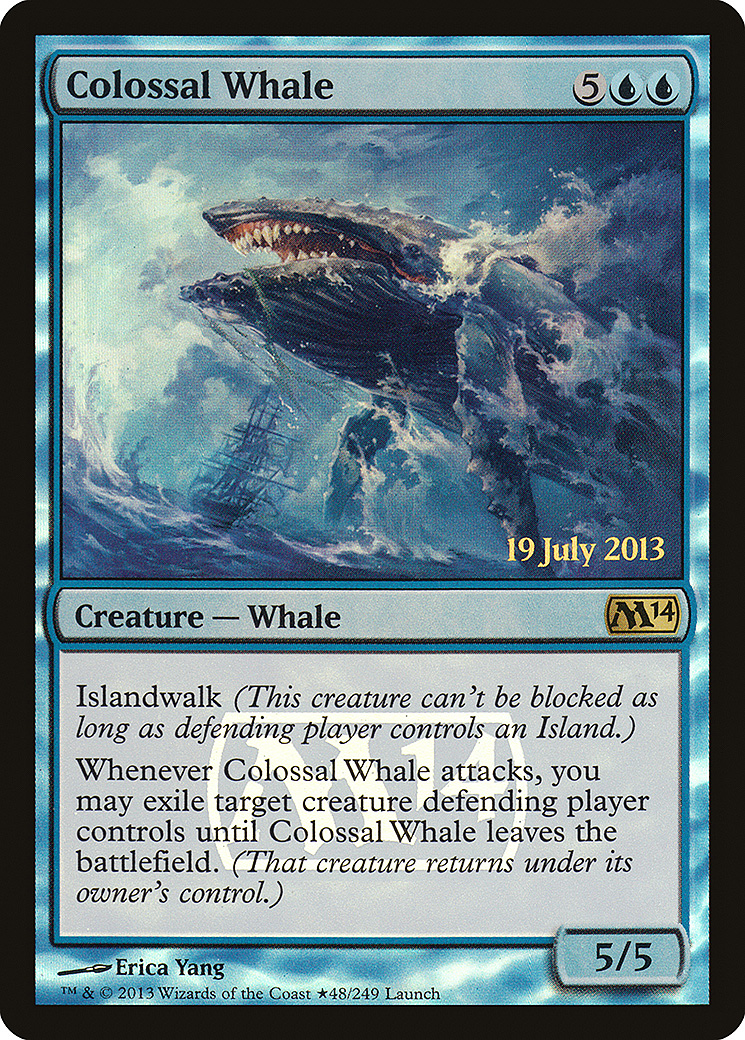 Colossal Whale 5
19 July 2013
Creature — Whale M14
Islandwalk (This creature can't be blocked as
long as defending player controls an Island.)
Whenever Colossal Whale attacks, you
may exile target creature defending player
controls until Colossal Whale leaves the
battlefield. (That creature returns under its
owner's control.)
M14
5/5
Erica Yang
™ & © 2013 Wizards of the Coast ★48/249 Launch